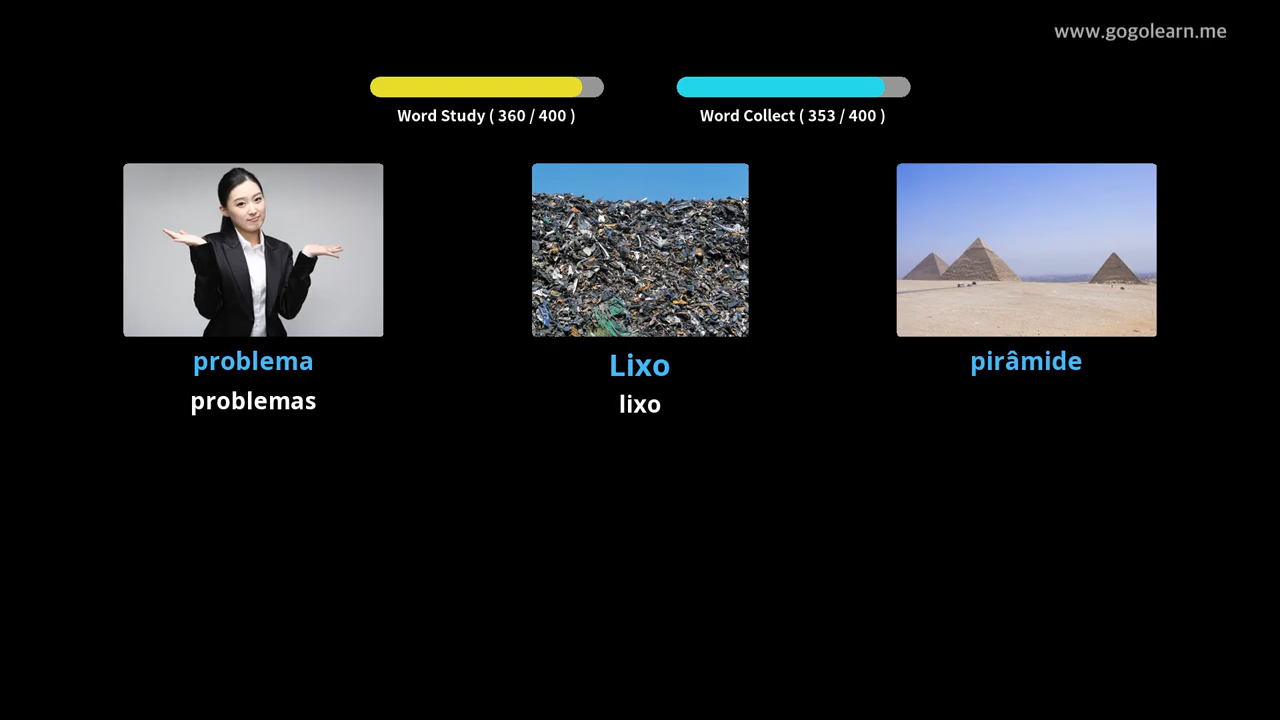 www.gogolearn.me
Word Study ( 360 / 400 )
Word Collect ( 353 / 400 )
problema
problemas
Lixo
lixo
pirâmide